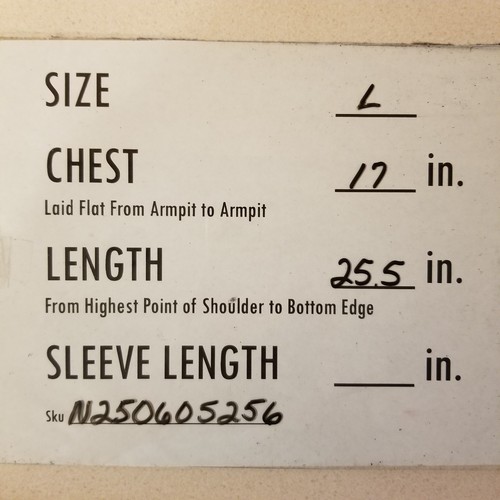 SIZE L
CHEST 17 in.
Laid Flat From Armpit to Armpit
LENGTH 25.5 in.
From Highest Point of Shoulder to Bottom Edge
SLEEVE LENGTH in.
Sku N250605256